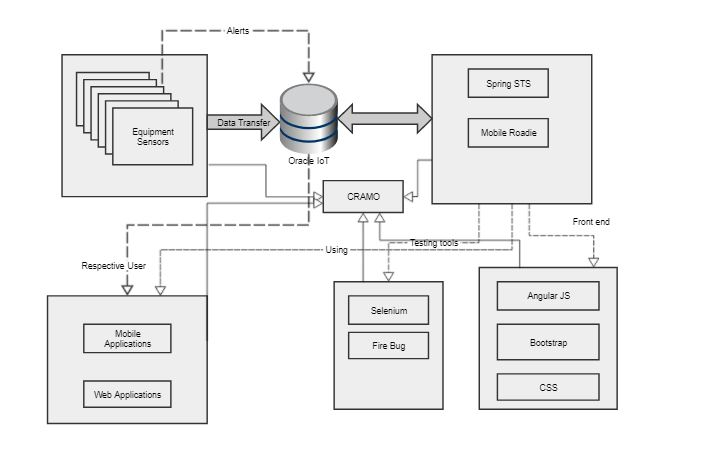 Alerts
Spring STS
Equipment
Sensors
Data Transfer
Mobile Roadie
Oracle IoT
CRAMO
Front end
Testing tools
Using
Respective User
Angular JS
Selenium
Mobile
Applications
Fire Bug
Bootstrap
Web Applications
CSS